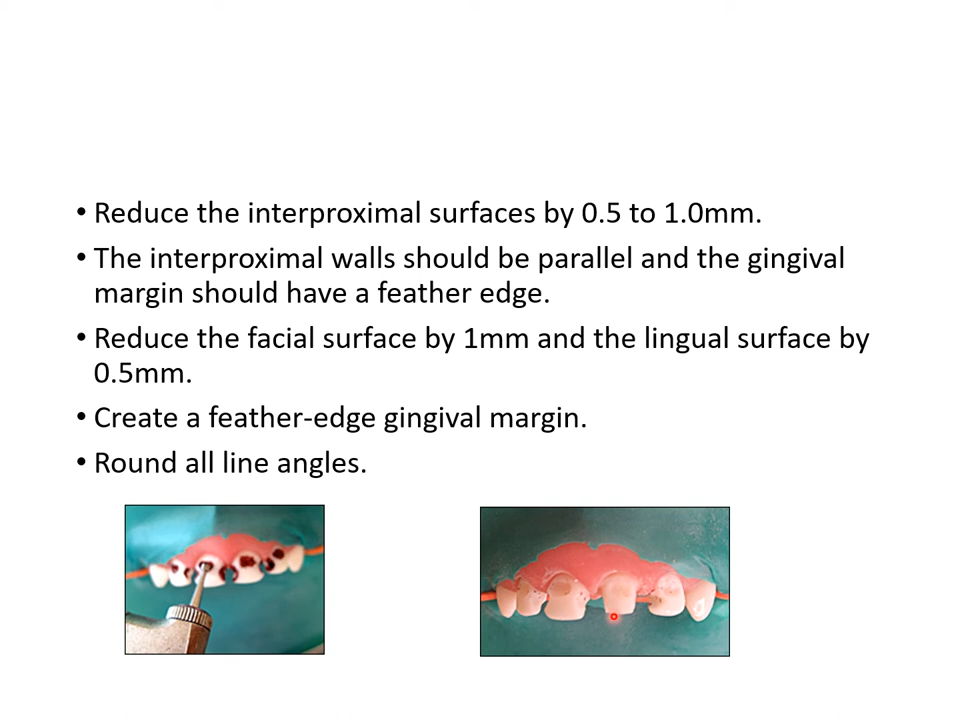 • Reduce the interproximal surfaces by 0.5 to 1.0mm.
• The interproximal walls should be parallel and the gingival
margin should have a feather edge.
• Reduce the facial surface by 1mm and the lingual surface by
0.5mm.
• Create a feather-edge gingival margin.
• Round all line angles.